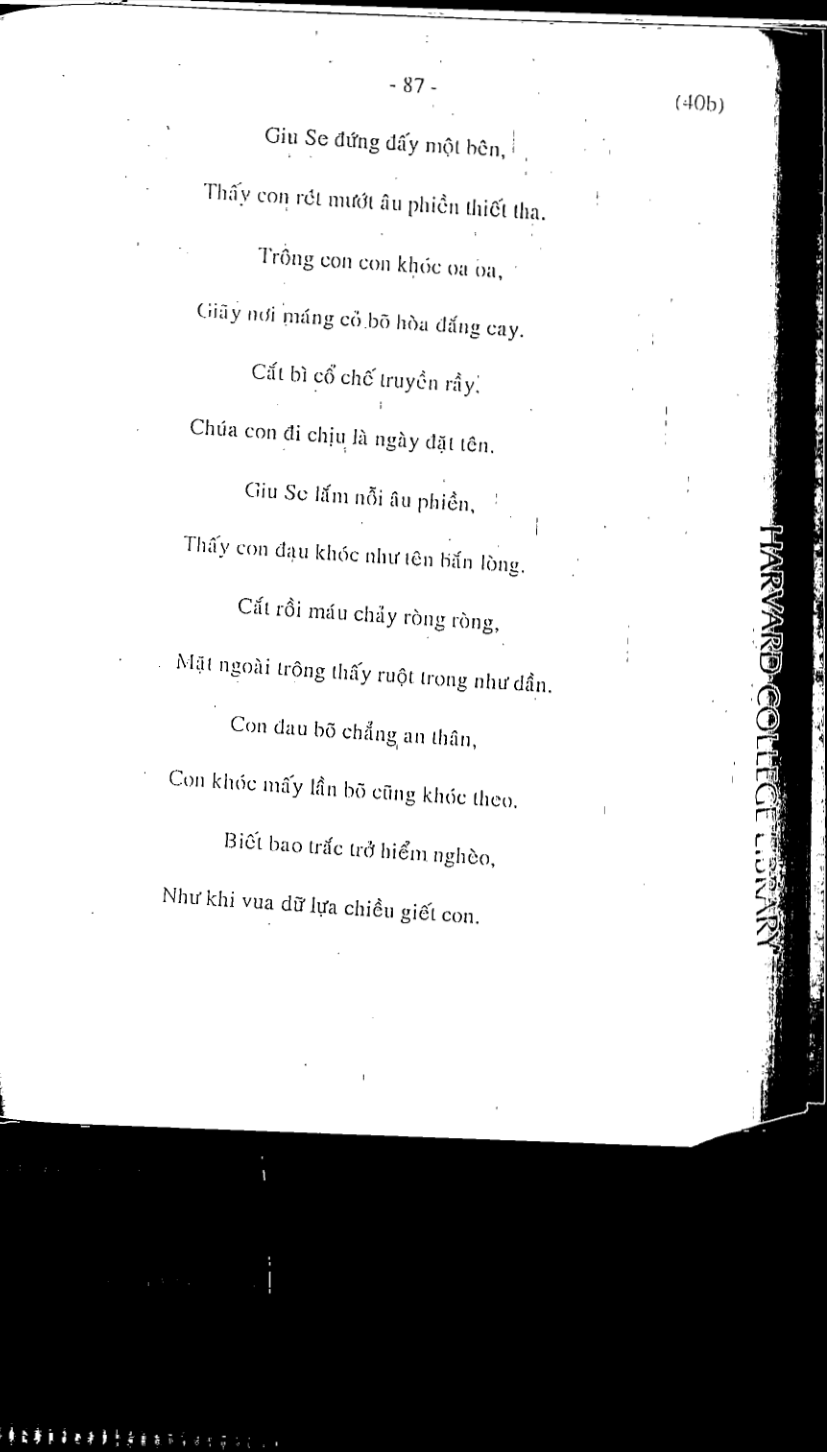 - 87 -
(40b)
Giu Se đứng đấy một bên,
Thấy con rét mướt âu phiền thiết tha.
Trông con con khóc oa oa,
Giãy nơi máng cỏ bõ hòa đắng cay.
Cắt bì cổ chế truyền rầy,
Chúa con đi chịu là ngày đặt tên.
Giu Se lắm nỗi âu phiền,
Thấy con đau khóc như tên bắn lòng.
Cắt rồi máu chảy ròng ròng,
Mặt ngoài trông thấy ruột trong như dần.
Con đau bõ chẳng an thân,
Con khóc mấy lần bõ cũng khóc theo.
Biết bao trắc trở hiểm nghèo,
Như khi vua dữ lựa chiều giết con.
HARVARD COLLEGE LIBRARY